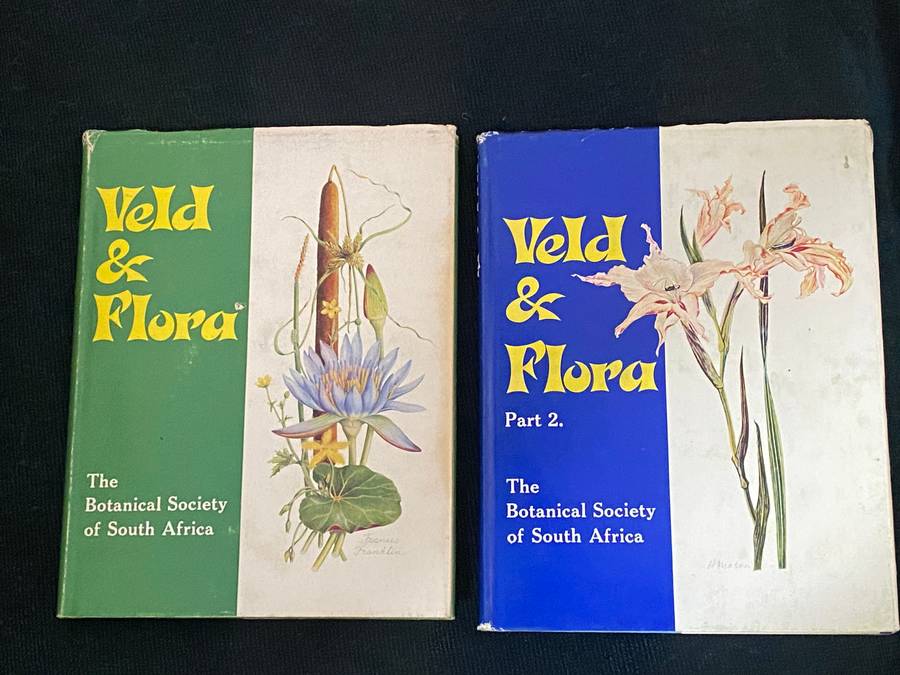 Veld
&
Flora
The
Botanical Society
of South Africa
Frances
Franklin
Veld
&
Flora
Part 2.
The
Botanical Society
of South Africa
H Mason